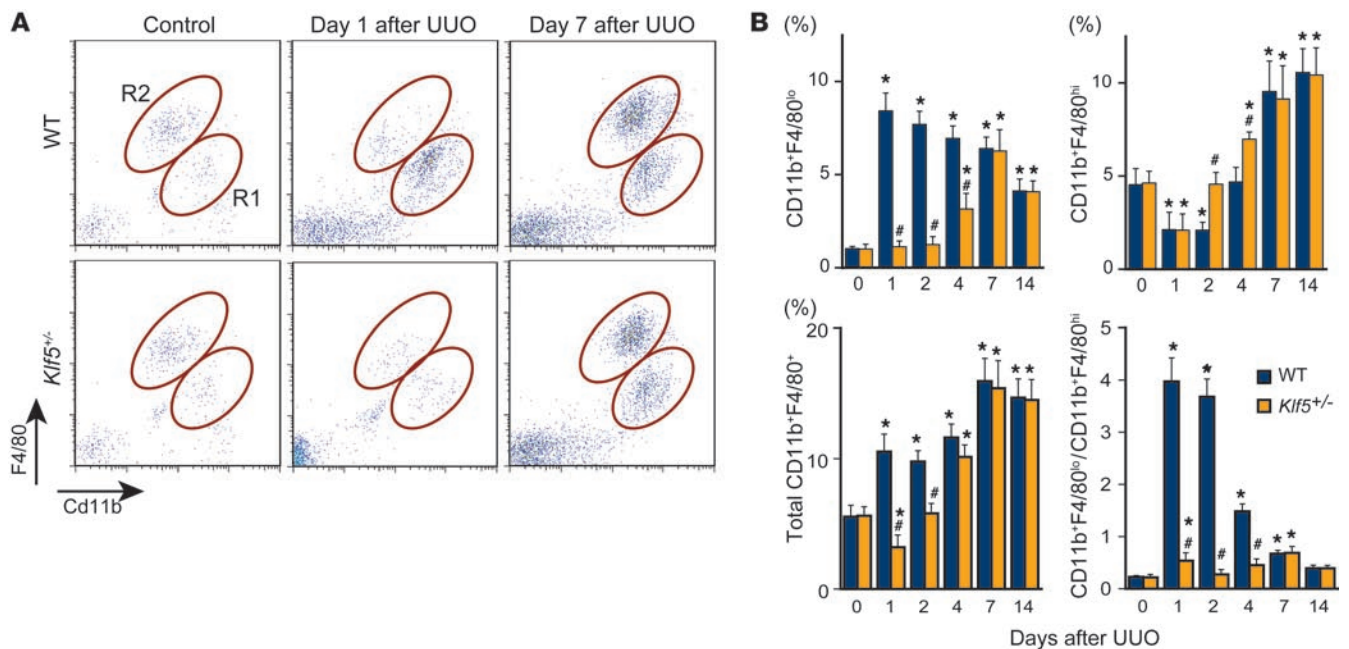 A
Control
Day 1 after UUO
Day 7 after UUO
WT
R2
R1
Klf5+/-
F4/80
Cd11b
B
(%)
CD11b+F4/80lo
10
5
0
* * * * # # * # * * * *
0 1 2 4 7 14
(%)
CD11b+F4/80hi
10
5
0
* * * # * # * * * *
0 1 2 4 7 14
(%)
Total CD11b+F4/80+
20
10
0
* * # * # * * * * * *
0 1 2 4 7 14
CD11b+F4/80lo/CD11b+F4/80hi
5
4
3
2
1
0
* * # * # * # * *
0 1 2 4 7 14
WT
Klf5+/-
Days after UUO